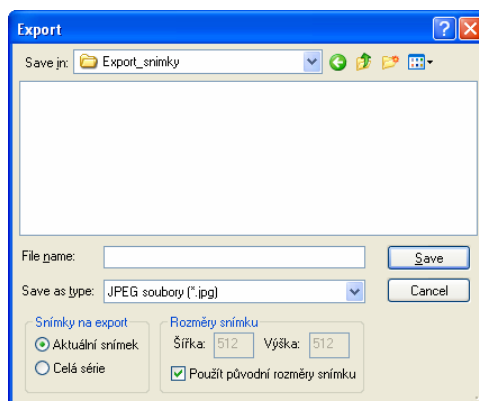 Export
Save in: Export_snimky
File name: Save
Save as type: JPEG soubory (*.jpg) Cancel
Snímky na export Rozměry snímku
Aktuální snímek Šířka: 512 Výška: 512
Celá série Použít původní rozměry snímku